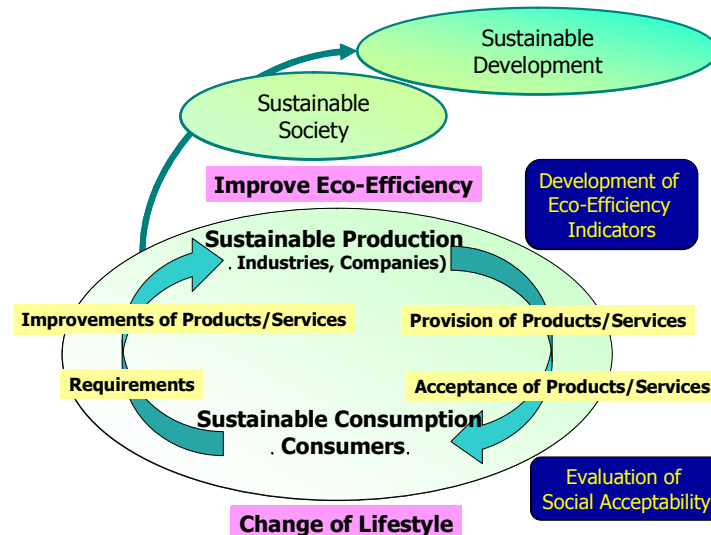 Sustainable
Development
Sustainable
Society
Improve Eco-Efficiency
Development of
Eco-Efficiency
Indicators
Sustainable Production
. Industries, Companies)
Improvements of Products/Services
Provision of Products/Services
Requirements
Acceptance of Products/Services
Sustainable Consumption
. Consumers.
Evaluation of
Social Acceptability
Change of Lifestyle